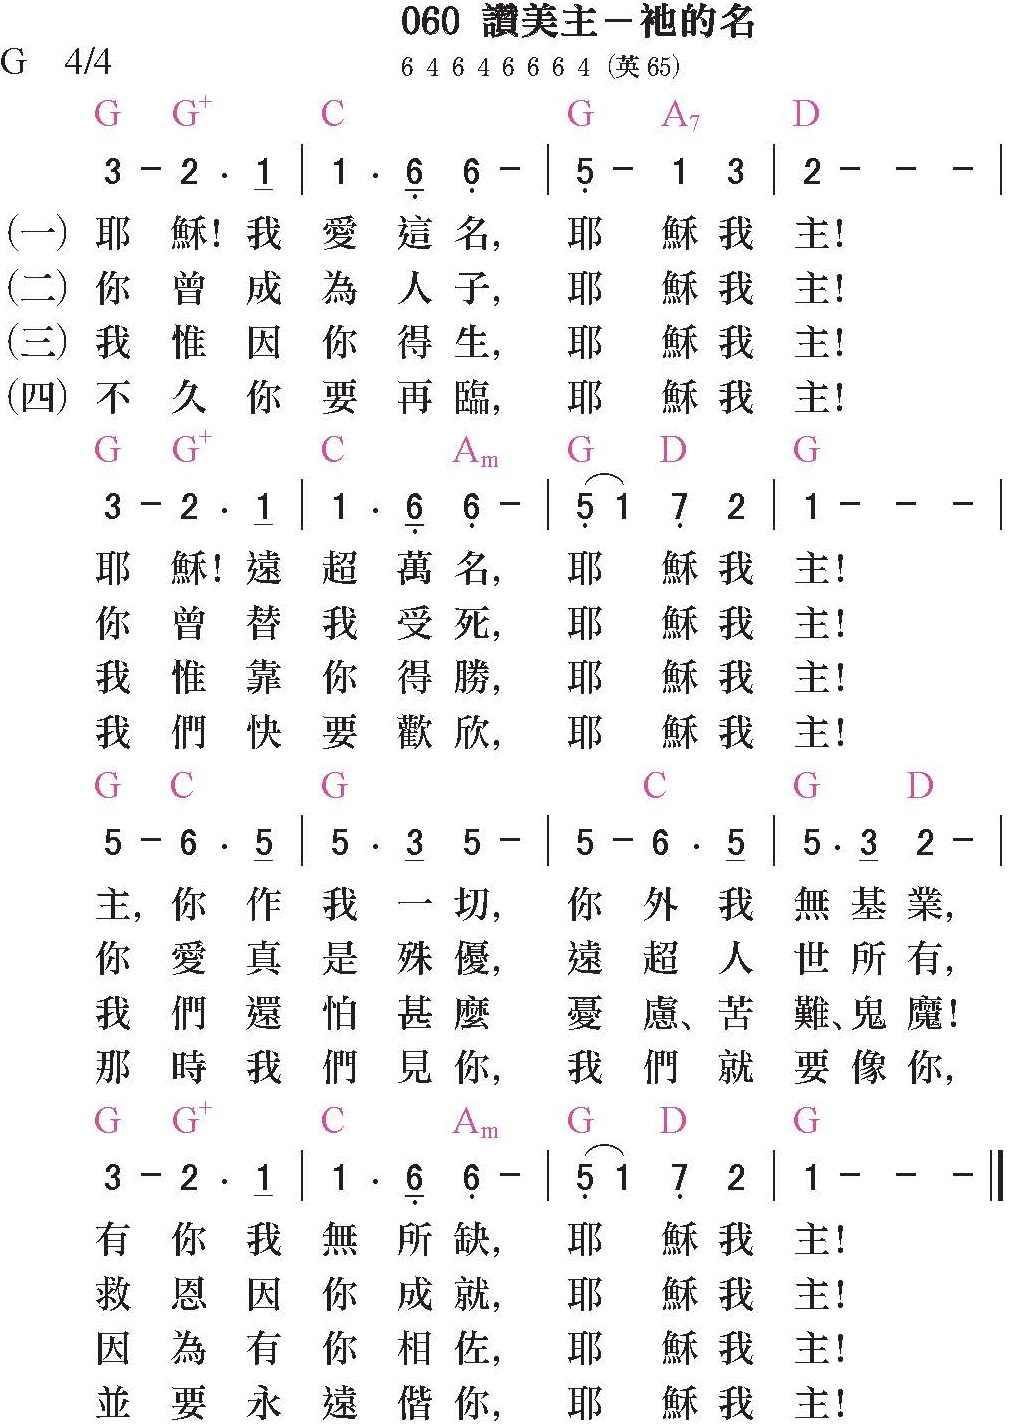 060 讚美主－祂的名
G 4/4 6 4 6 4 6 6 6 4 (英65)
G G+ C G A7 D
3 － 2 . 1 | 1 . 6 6 － | 5 － 1 3 | 2 － － － |
(一) 耶穌!我愛這名, 耶穌我主!
(二) 你曾成為人子, 耶穌我主!
(三) 我惟因你得生, 耶穌我主!
(四) 不久你要再臨, 耶穌我主!
G G+ C Am G D G
3 － 2 . 1 | 1 . 6 6 － | 5 1 7 2 | 1 － － － |
耶穌!遠超萬名, 耶穌我主!
你曾替我受死, 耶穌我主!
我惟靠你得勝, 耶穌我主!
我們快要歡欣, 耶穌我主!
G C G C G D
5 － 6 . 5 | 5 . 3 5 － | 5 － 6 . 5 | 5 . 3 2 － |
主,你作我一切, 你外我無基業,
你愛真是殊優, 遠超人世所有,
我們還怕甚麼 憂慮、苦難、鬼魔!
那時我們見你, 我們就要像你,
G G+ C Am G D G
3 － 2 . 1 | 1 . 6 6 － | 5 1 7 2 | 1 － － － ‖
有你我無所缺, 耶穌我主!
救恩因你成就, 耶穌我主!
因為有你相佐, 耶穌我主!
並要永遠偕你, 耶穌我主!